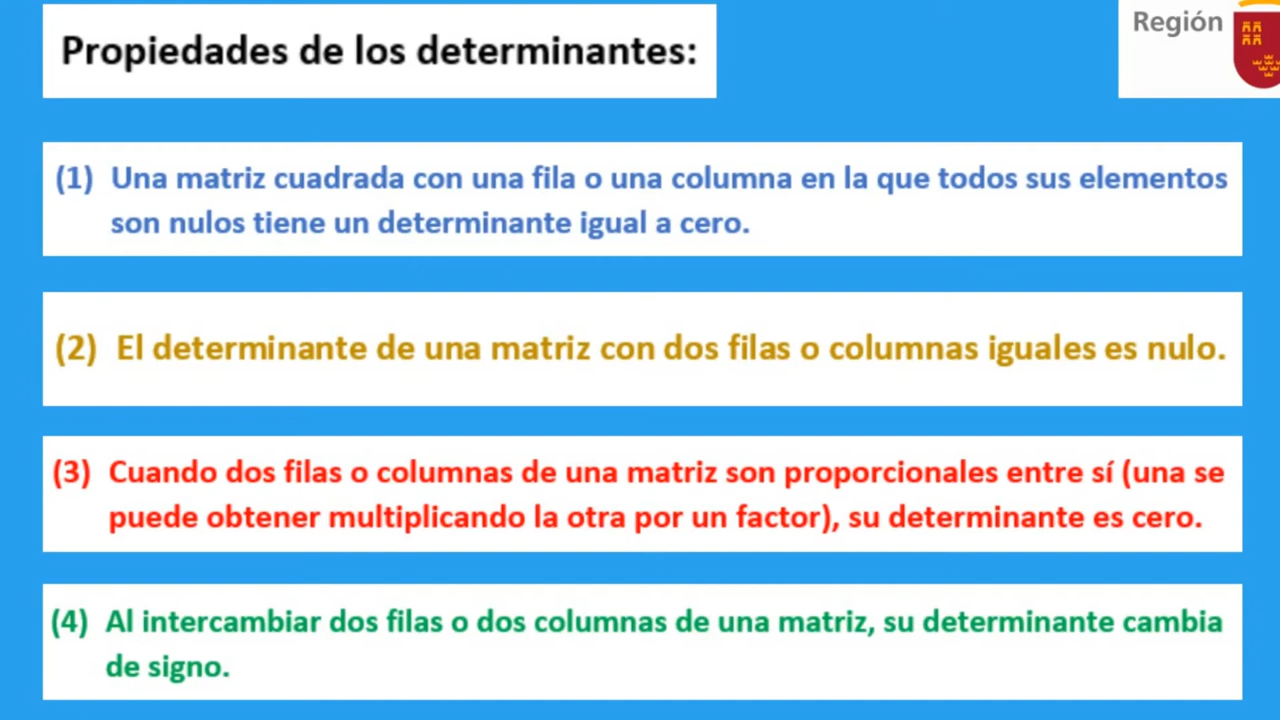 Propiedades de los determinantes:
Región
(1) Una matriz cuadrada con una fila o una columna en la que todos sus elementos
son nulos tiene un determinante igual a cero.
(2) El determinante de una matriz con dos filas o columnas iguales es nulo.
(3) Cuando dos filas o columnas de una matriz son proporcionales entre sí (una se
puede obtener multiplicando la otra por un factor), su determinante es cero.
(4) Al intercambiar dos filas o dos columnas de una matriz, su determinante cambia
de signo.